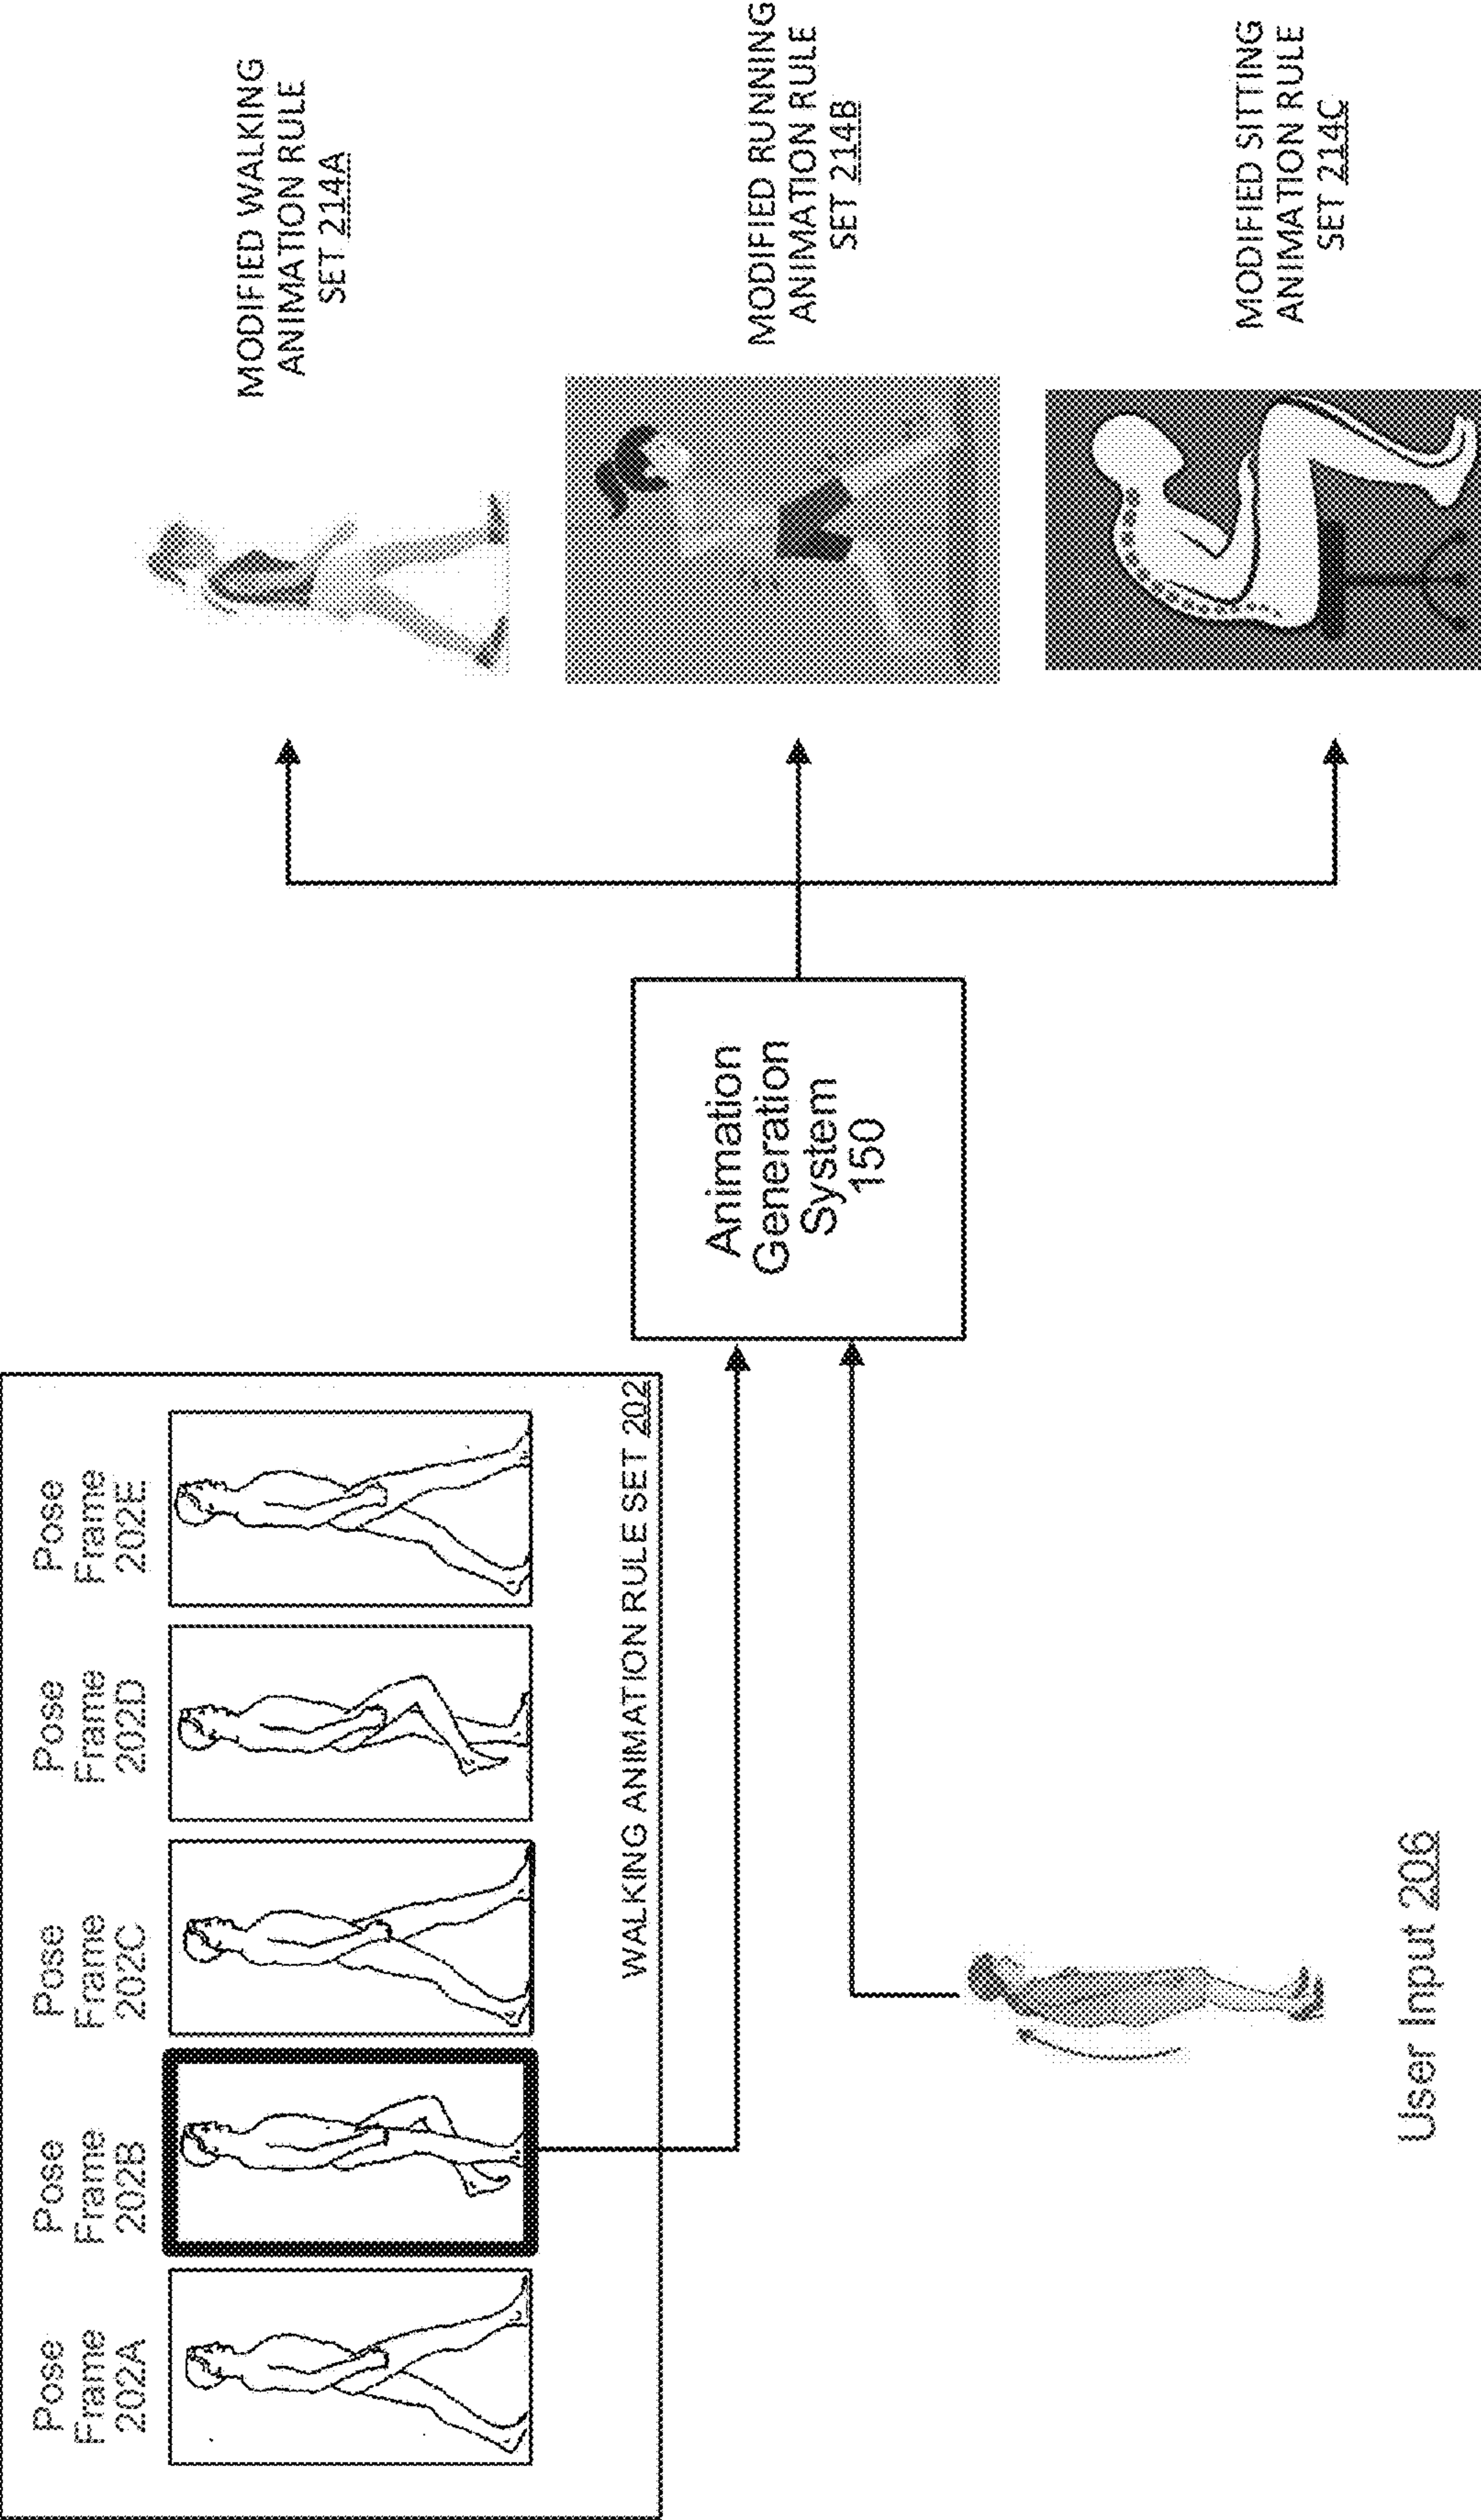 Pose
Frame
202A
Pose
Frame
202B
Pose
Frame
202C
Pose
Frame
202D
Pose
Frame
202E
WALKING ANIMATION RULE SET 202
User Input 206
Animation
Generation
System
150
MODIFIED WALKING
ANIMATION RULE
SET 214A
MODIFIED RUNNING
ANIMATION RULE
SET 214B
MODIFIED SITTING
ANIMATION RULE
SET 214C